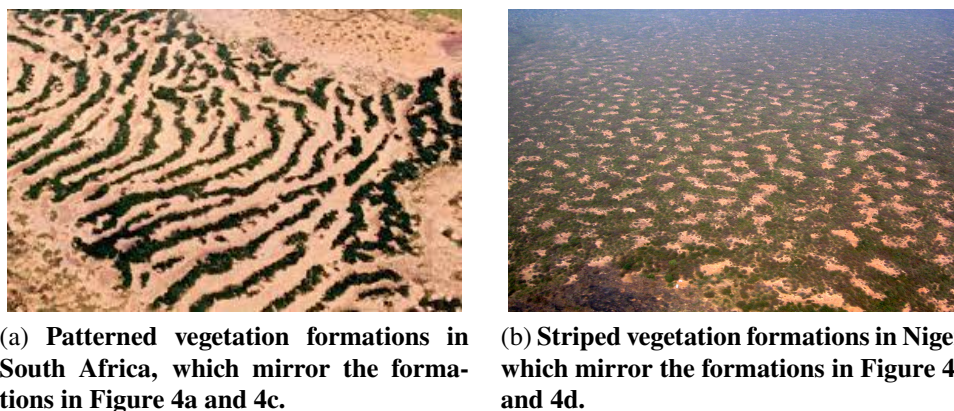 (a) Patterned vegetation formations in
South Africa, which mirror the forma-
tions in Figure 4a and 4c.
(b) Striped vegetation formations in Nige
which mirror the formations in Figure 4
and 4d.